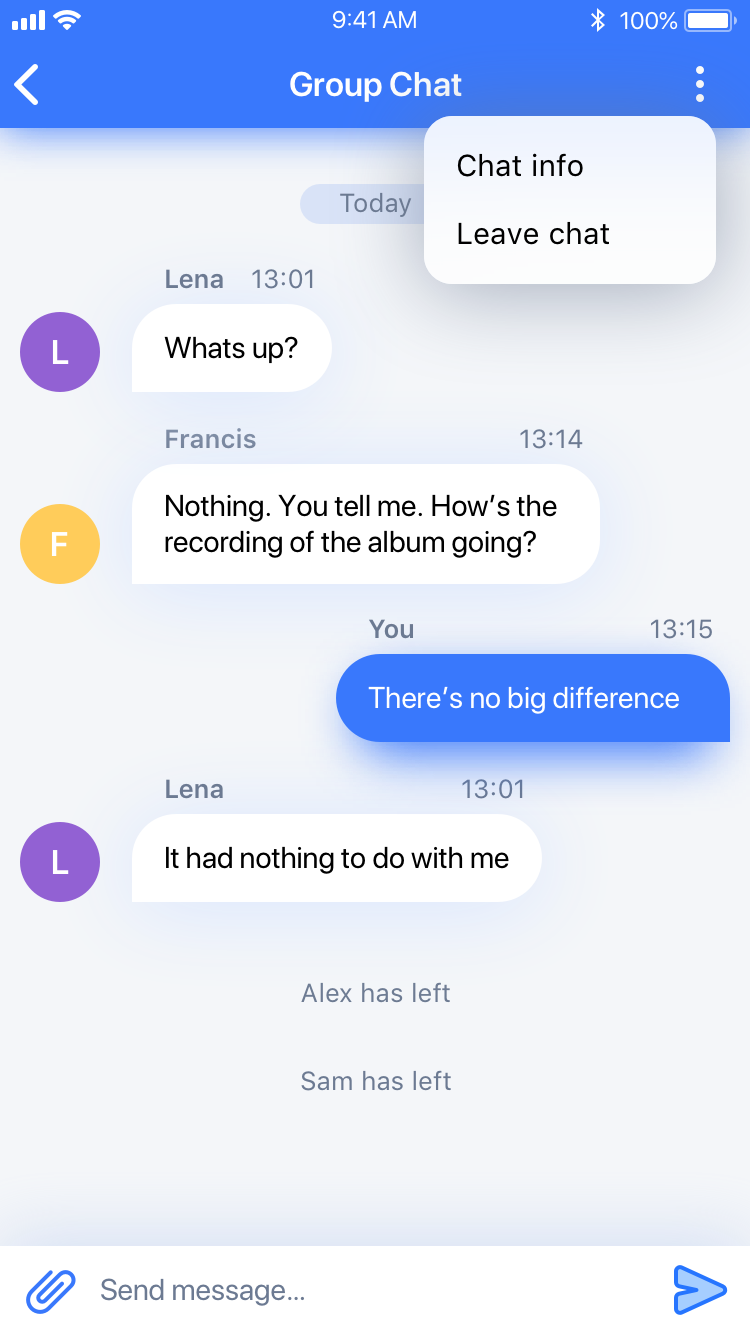 9:41 AM 100%
Group Chat
Chat info
Leave chat
Today
Lena 13:01
L
Whats up?
Francis 13:14
F
Nothing. You tell me. How’s the
recording of the album going?
You 13:15
There’s no big difference
Lena 13:01
L
It had nothing to do with me
Alex has left
Sam has left
Send message...